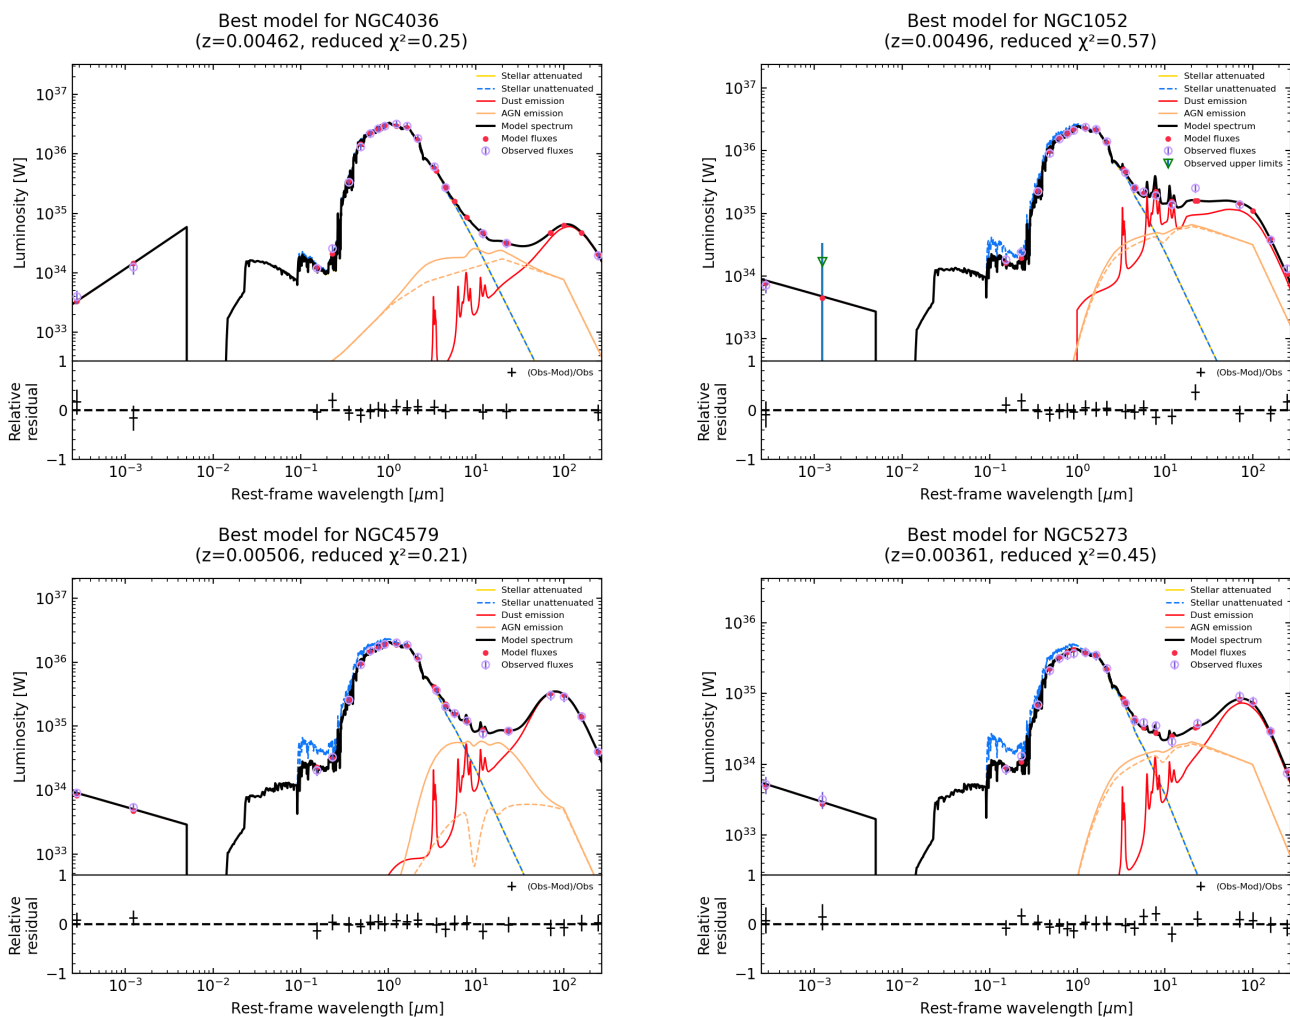 Best model for NGC4036
(z=0.00462, reduced χ²=0.25)
10³⁷
10³⁶
10³⁵
10³⁴
10³³
Luminosity [W]
Stellar attenuated
Stellar unattenuated
Dust emission
AGN emission
Model spectrum
Model fluxes
Observed fluxes
1
0
−1
Relative
residual
(Obs-Mod)/Obs
10⁻³ 10⁻² 10⁻¹ 10⁰ 10¹ 10²
Rest-frame wavelength [μm]
Best model for NGC1052
(z=0.00496, reduced χ²=0.57)
10³⁷
10³⁶
10³⁵
10³⁴
10³³
Luminosity [W]
Stellar attenuated
Stellar unattenuated
Dust emission
AGN emission
Model spectrum
Model fluxes
Observed fluxes
Observed upper limits
1
0
−1
Relative
residual
(Obs-Mod)/Obs
10⁻³ 10⁻² 10⁻¹ 10⁰ 10¹ 10²
Rest-frame wavelength [μm]
Best model for NGC4579
(z=0.00506, reduced χ²=0.21)
10³⁷
10³⁶
10³⁵
10³⁴
10³³
Luminosity [W]
Stellar attenuated
Stellar unattenuated
Dust emission
AGN emission
Model spectrum
Model fluxes
Observed fluxes
1
0
−1
Relative
residual
(Obs-Mod)/Obs
10⁻³ 10⁻² 10⁻¹ 10⁰ 10¹ 10²
Rest-frame wavelength [μm]
Best model for NGC5273
(z=0.00361, reduced χ²=0.45)
10³⁶
10³⁵
10³⁴
10³³
Luminosity [W]
Stellar attenuated
Stellar unattenuated
Dust emission
AGN emission
Model spectrum
Model fluxes
Observed fluxes
1
0
−1
Relative
residual
(Obs-Mod)/Obs
10⁻³ 10⁻² 10⁻¹ 10⁰ 10¹ 10²
Rest-frame wavelength [μm]